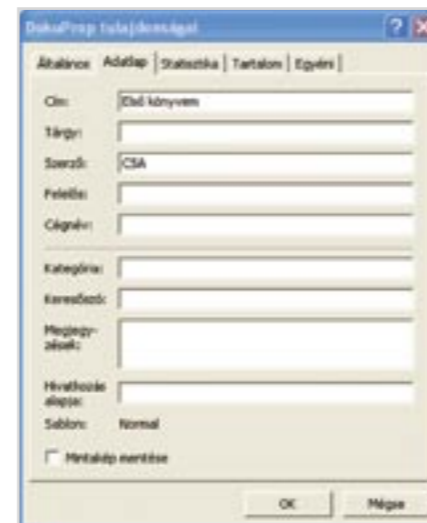 DokuProp tulajdonságai
Általános Adatlap Statisztika Tartalom Egyéni
Cím: Első könyvem
Tárgy:
Szerző: CSA
Felelős:
Cégnév:
Kategória:
Keresőszó:
Megjegy-
zések:
Hivatkozás
alapja:
Sablon: Normal
Mintakép mentése
OK Mégse